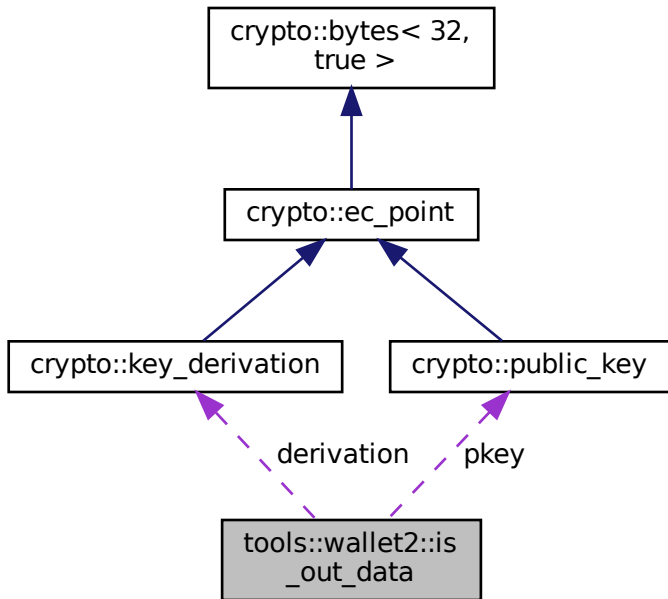 crypto::bytes< 32,
true >
crypto::ec_point
crypto::key_derivation
crypto::public_key
derivation
pkey
tools::wallet2::is
_out_data